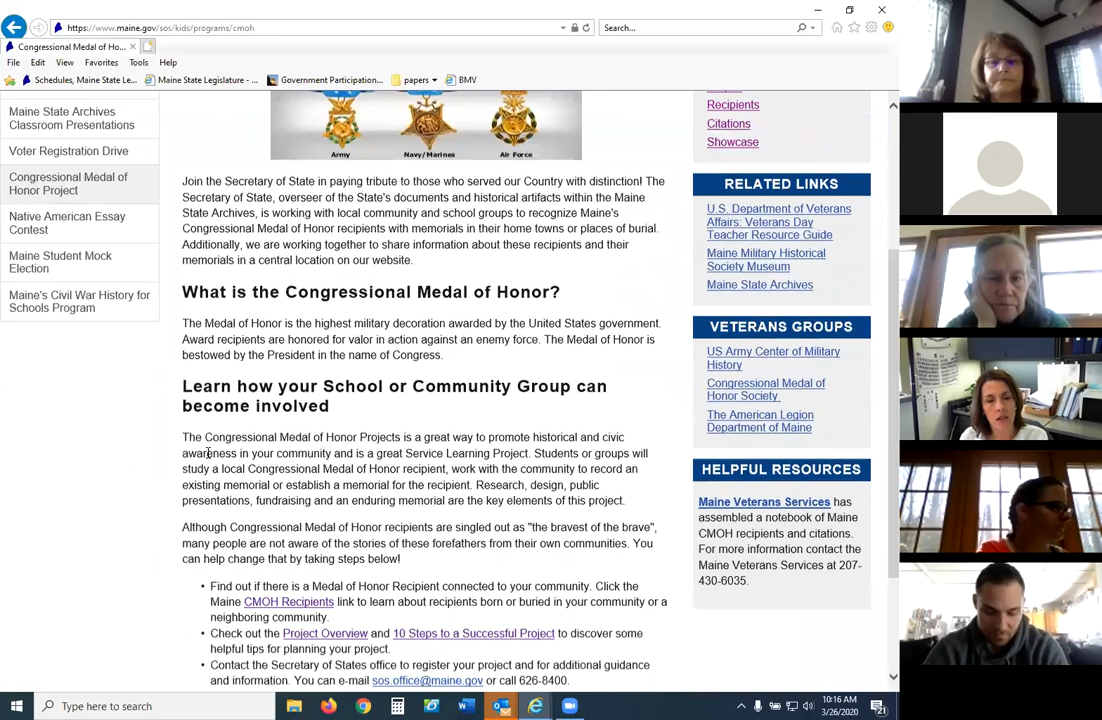 https://www.maine.gov/sos/kids/programs/cmoh
Search...
Congressional Medal of Ho...
File Edit View Favorites Tools Help
Schedules, Maine State Le... Maine State Legislature - ... Government Participation... papers BMV
Maine State Archives
Classroom Presentations
Voter Registration Drive
Congressional Medal of
Honor Project
Native American Essay
Contest
Maine Student Mock
Election
Maine's Civil War History for
Schools Program
Army Navy/Marines Air Force
Join the Secretary of State in paying tribute to those who served our Country with distinction! The
Secretary of State, overseer of the State's documents and historical artifacts within the Maine
State Archives, is working with local community and school groups to recognize Maine's
Congressional Medal of Honor recipients with memorials in their home towns or places of burial.
Additionally, we are working together to share information about these recipients and their
memorials in a central location on our website.
What is the Congressional Medal of Honor?
The Medal of Honor is the highest military decoration awarded by the United States government.
Award recipients are honored for valor in action against an enemy force. The Medal of Honor is
bestowed by the President in the name of Congress.
Learn how your School or Community Group can
become involved
The Congressional Medal of Honor Projects is a great way to promote historical and civic
awareness in your community and is a great Service Learning Project. Students or groups will
study a local Congressional Medal of Honor recipient, work with the community to record an
existing memorial or establish a memorial for the recipient. Research, design, public
presentations, fundraising and an enduring memorial are the key elements of this project.
Although Congressional Medal of Honor recipients are singled out as "the bravest of the brave",
many people are not aware of the stories of these forefathers from their own communities. You
can help change that by taking steps below!
• Find out if there is a Medal of Honor Recipient connected to your community. Click the
Maine CMOH Recipients link to learn about recipients born or buried in your community or a
neighboring community.
• Check out the Project Overview and 10 Steps to a Successful Project to discover some
helpful tips for planning your project.
• Contact the Secretary of States office to register your project and for additional guidance
and information. You can e-mail sos.office@maine.gov or call 626-8400.
Recipients
Citations
Showcase
RELATED LINKS
U.S. Department of Veterans
Affairs: Veterans Day
Teacher Resource Guide
Maine Military Historical
Society Museum
Maine State Archives
VETERANS GROUPS
US Army Center of Military
History
Congressional Medal of
Honor Society
The American Legion
Department of Maine
HELPFUL RESOURCES
Maine Veterans Services has
assembled a notebook of Maine
CMOH recipients and citations.
For more information contact the
Maine Veterans Services at 207-
430-6035.
Type here to search
10:16 AM
3/26/2020
21